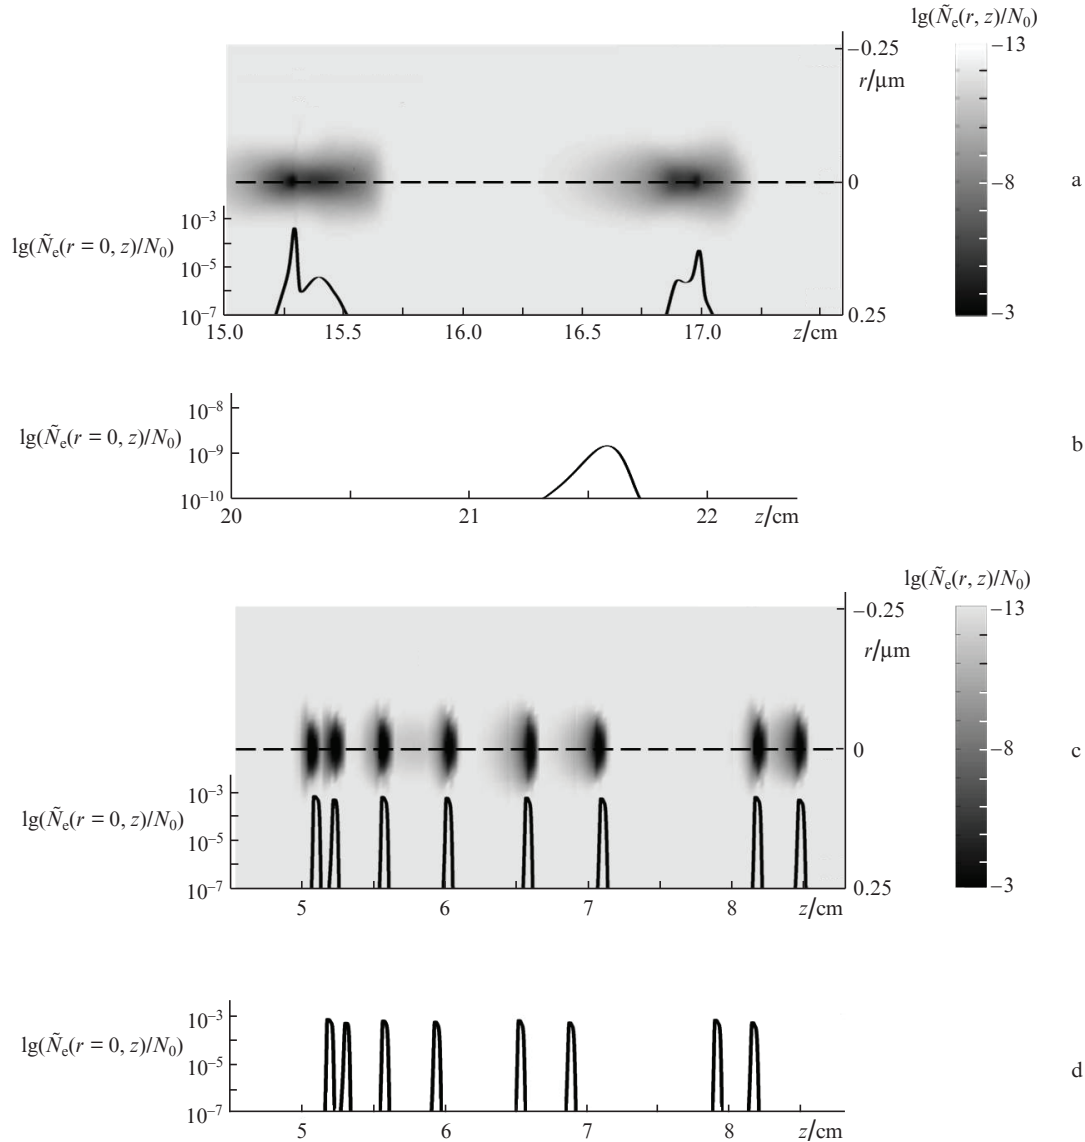 lg(Ñe(r, z)/N0)
−13
−8
−3
−0.25
r/μm
0
0.25
a
lg(Ñe(r = 0, z)/N0)
10−3
10−5
10−7
15.0 15.5 16.0 16.5 17.0 z/cm
lg(Ñe(r = 0, z)/N0)
10−8
10−9
10−10
20 21 22 z/cm
b
lg(Ñe(r, z)/N0)
−13
−8
−3
−0.25
r/μm
0
0.25
c
lg(Ñe(r = 0, z)/N0)
10−3
10−5
10−7
5 6 7 8 z/cm
lg(Ñe(r = 0, z)/N0)
10−3
10−5
10−7
5 6 7 8 z/cm
d